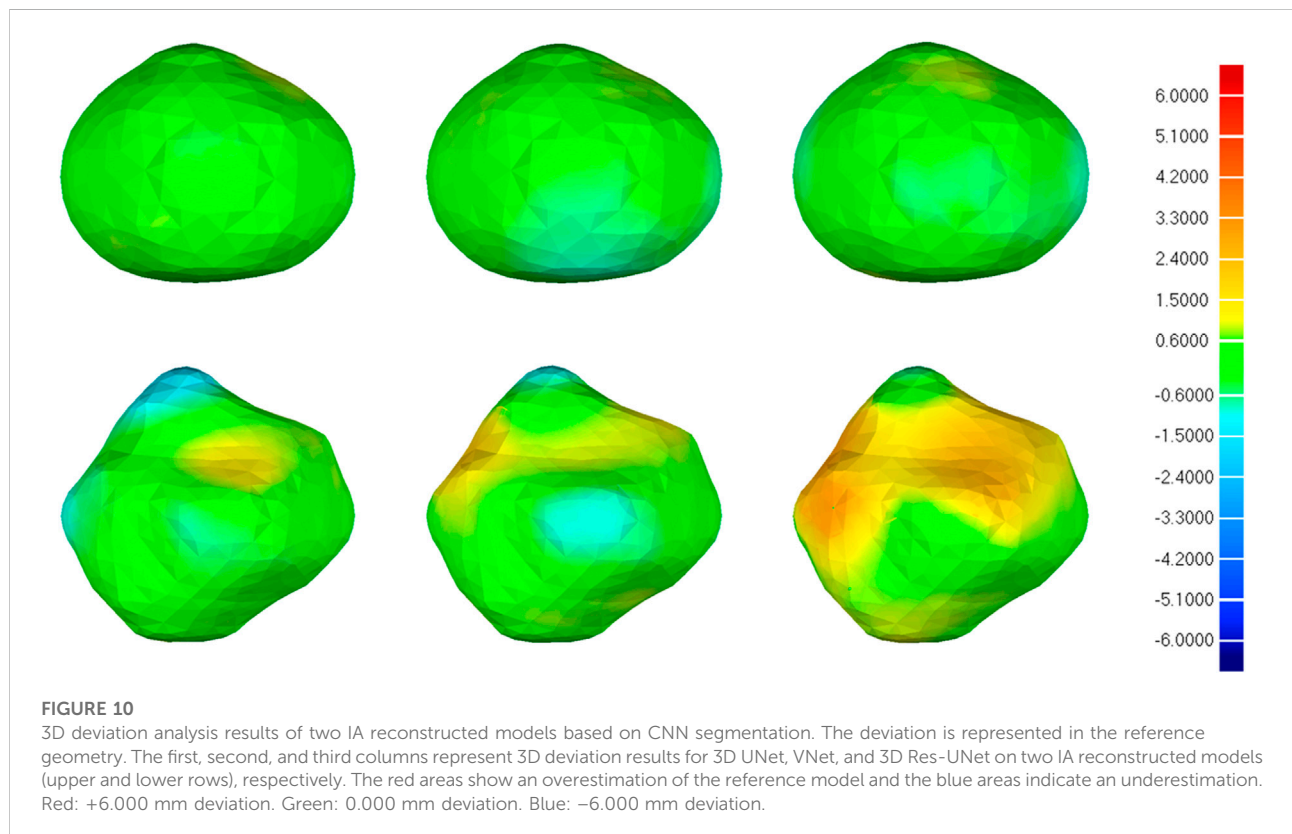 6.0000
5.1000
4.2000
3.3000
2.4000
1.5000
0.6000
-0.6000
-1.5000
-2.4000
-3.3000
-4.2000
-5.1000
-6.0000
FIGURE 10
3D deviation analysis results of two IA reconstructed models based on CNN segmentation. The deviation is represented in the reference
geometry. The first, second, and third columns represent 3D deviation results for 3D UNet, VNet, and 3D Res-UNet on two IA reconstructed models
(upper and lower rows), respectively. The red areas show an overestimation of the reference model and the blue areas indicate an underestimation.
Red: +6.000 mm deviation. Green: 0.000 mm deviation. Blue: −6.000 mm deviation.